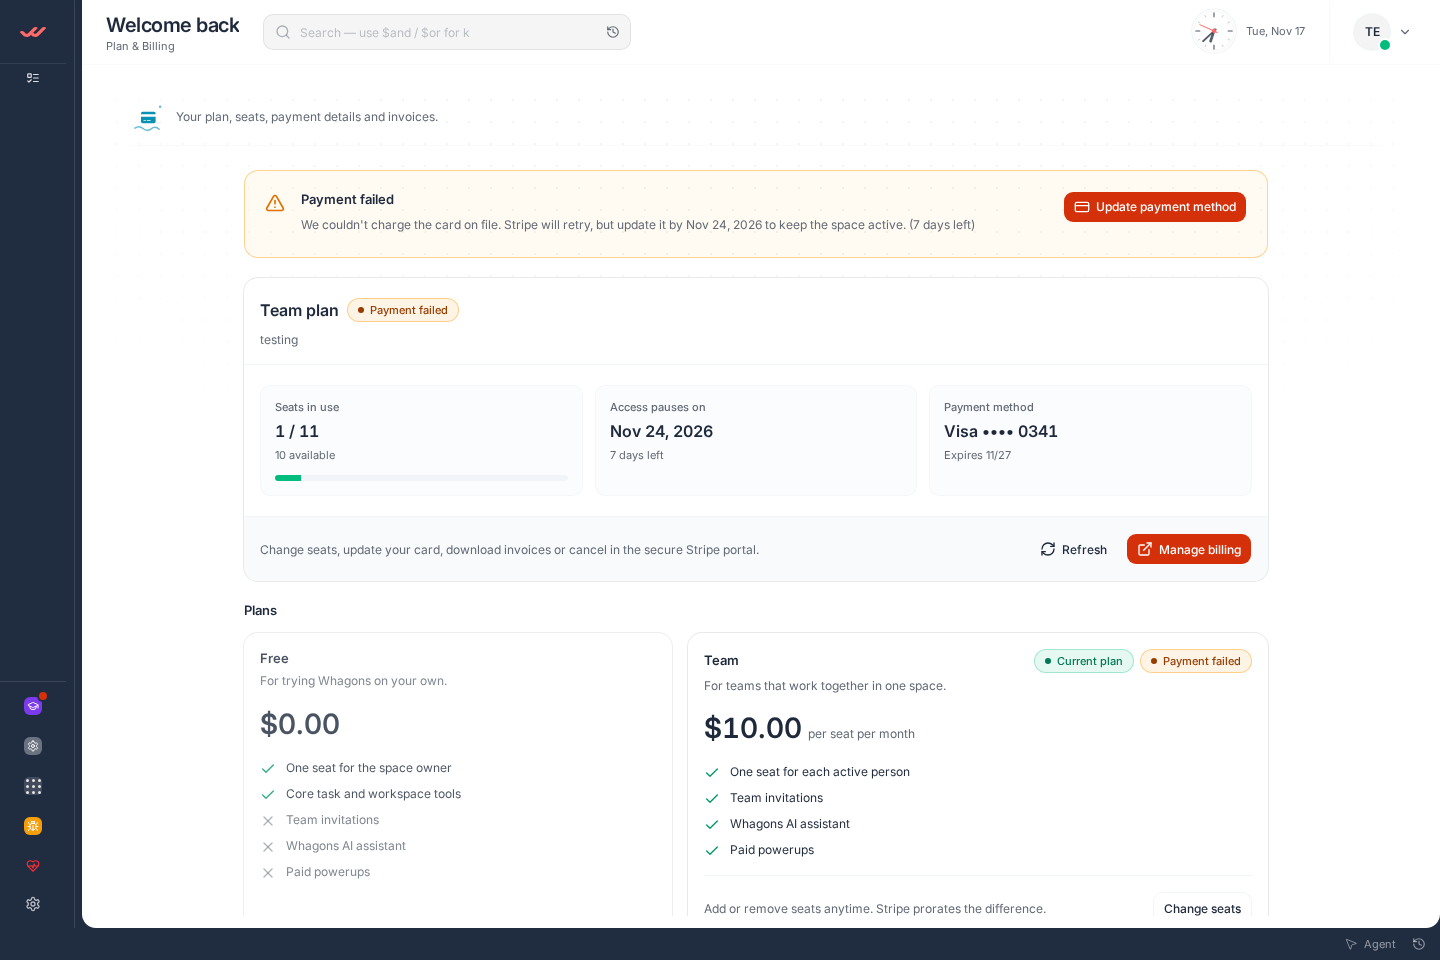 Welcome back
Plan & Billing
Search — use $and / $or for k
Tue, Nov 17
TE
Your plan, seats, payment details and invoices.
Payment failed
We couldn't charge the card on file. Stripe will retry, but update it by Nov 24, 2026 to keep the space active. (7 days left)
Update payment method
Team plan
Payment failed
testing
Seats in use
1 / 11
10 available
Access pauses on
Nov 24, 2026
7 days left
Payment method
Visa •••• 0341
Expires 11/27
Change seats, update your card, download invoices or cancel in the secure Stripe portal.
Refresh
Manage billing
Plans
Free
For trying Whagons on your own.
$0.00
One seat for the space owner
Core task and workspace tools
Team invitations
Whagons AI assistant
Paid powerups
Team
Current plan
Payment failed
For teams that work together in one space.
$10.00 per seat per month
One seat for each active person
Team invitations
Whagons AI assistant
Paid powerups
Add or remove seats anytime. Stripe prorates the difference.
Change seats
Agent